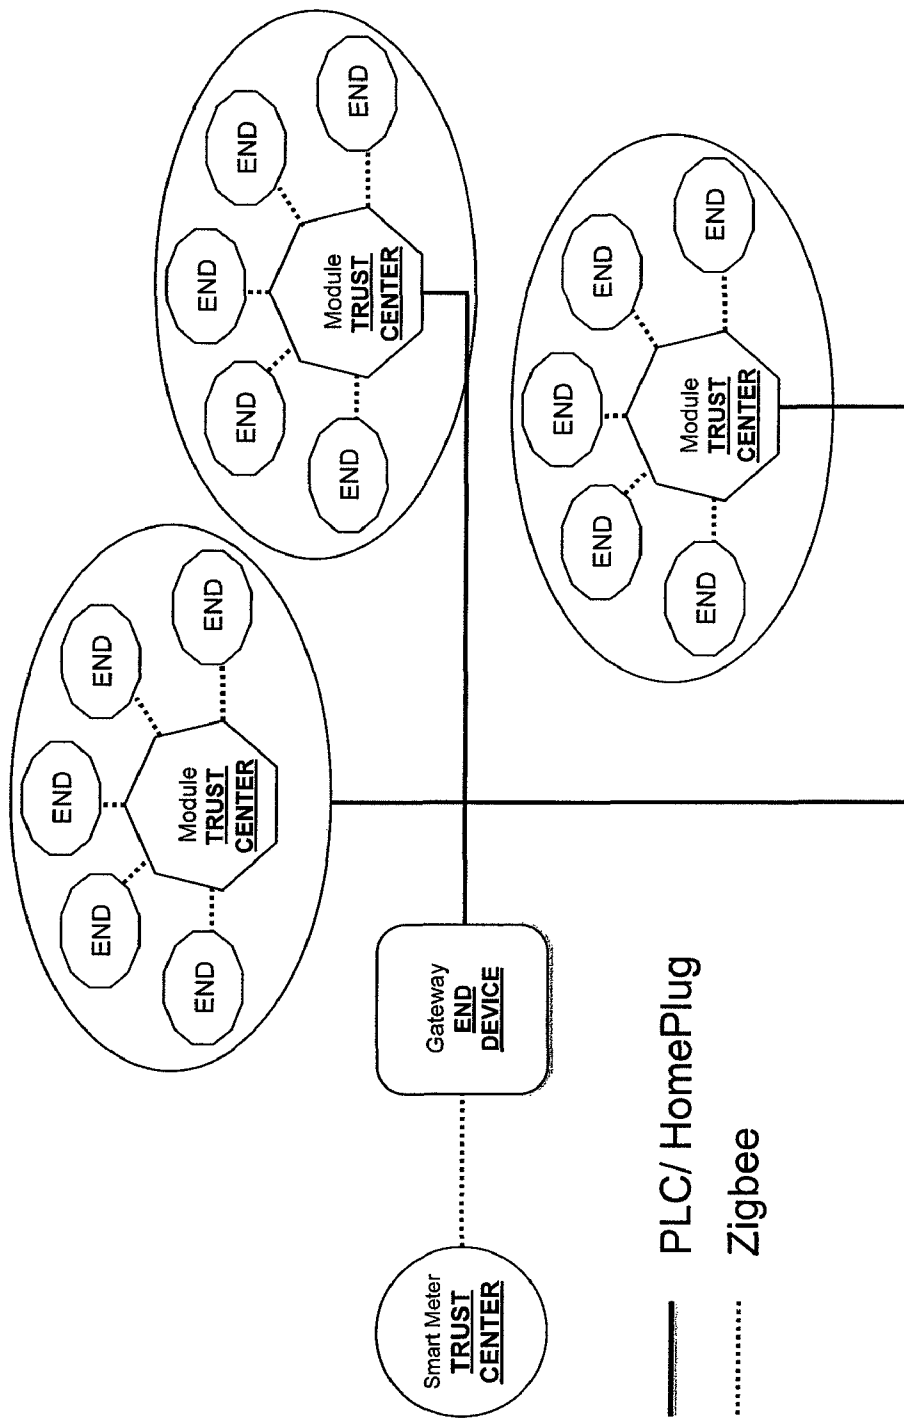 END
END
END
END
END
Module
TRUST
CENTER
END
END
END
END
END
Module
TRUST
CENTER
END
END
END
END
END
Module
TRUST
CENTER
Gateway
END
DEVICE
Smart Meter
TRUST
CENTER
PLC/ HomePlug
Zigbee